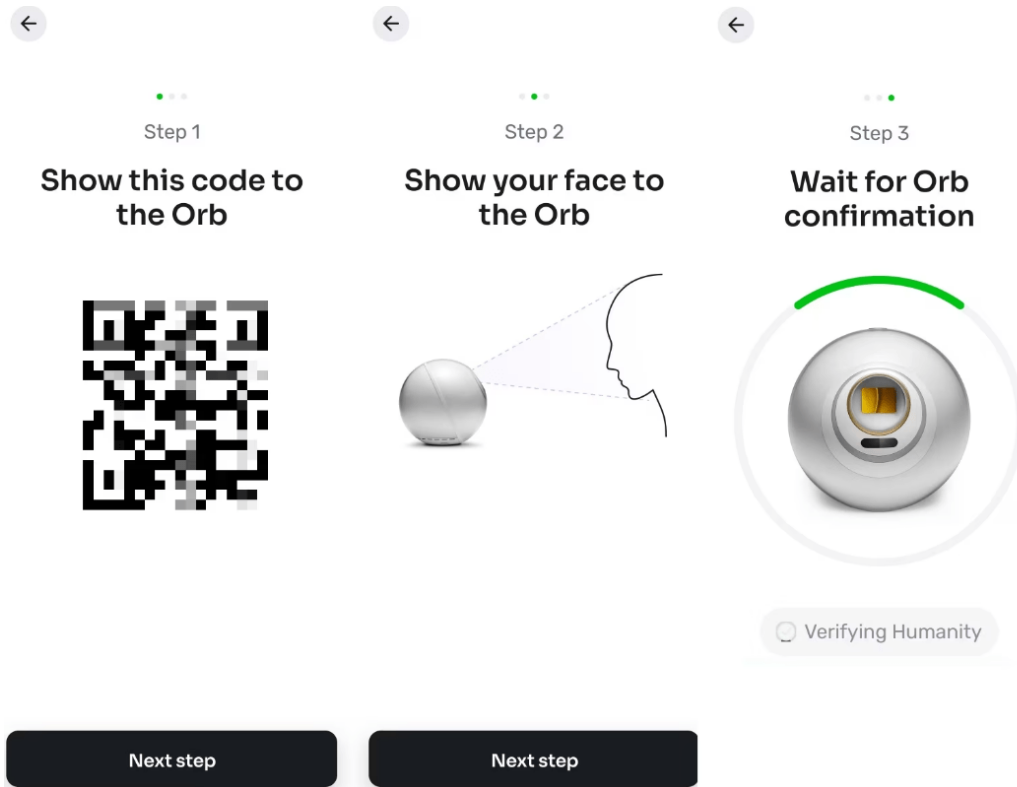 Step 1
Show this code to
the Orb
Next step
Step 2
Show your face to
the Orb
Next step
Step 3
Wait for Orb
confirmation
Verifying Humanity